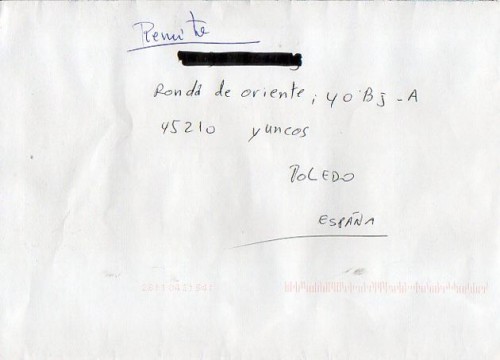 Remite
Ronda de oriente, 40 Bj - A
45210 yuncos
TOLEDO
ESPAÑA